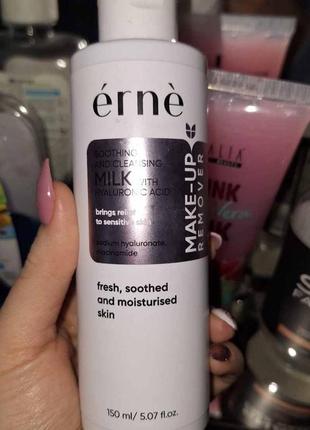 érnè
SOOTHING
AND CLEANSING
MILK WITH
HYALURONIC ACID
brings relief
to sensitive skin
sodium hyaluronate,
niacinamide
MAKE-UP
REMOVER
fresh, soothed
and moisturised
skin
150 ml/ 5.07 fl.oz.
ALIA